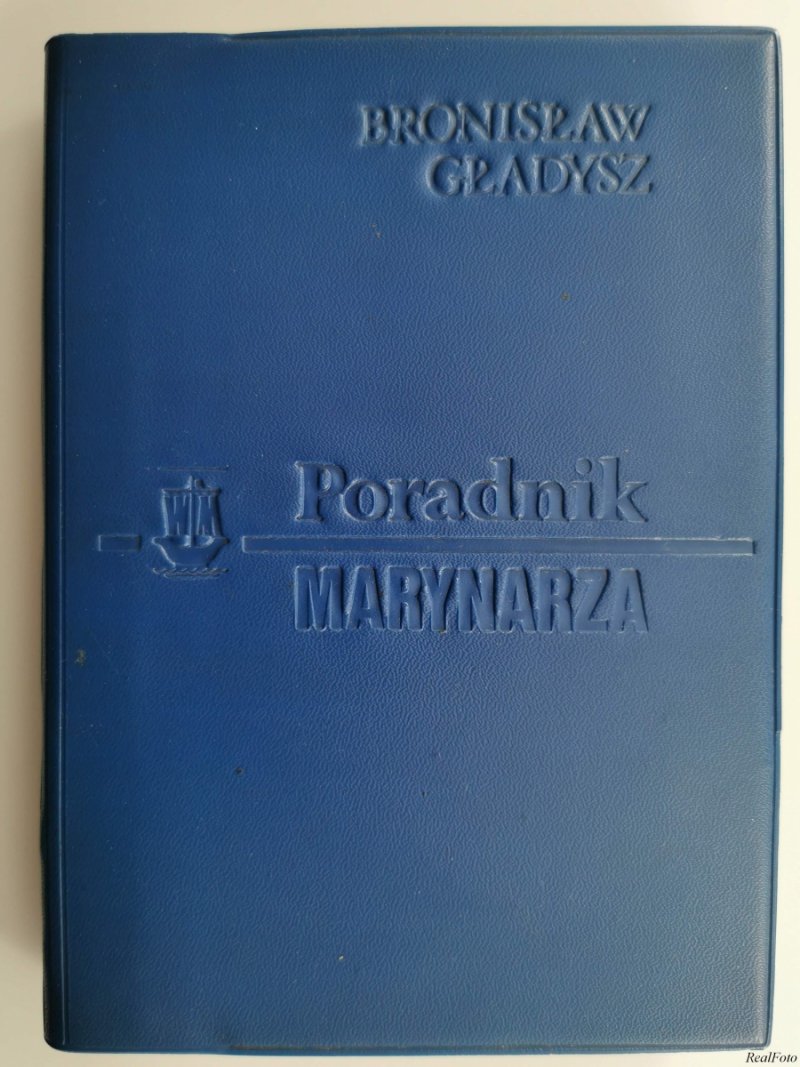 BRONISŁAW
GŁADYSZ
WM
Poradnik
MARYNARZA
RealFoto